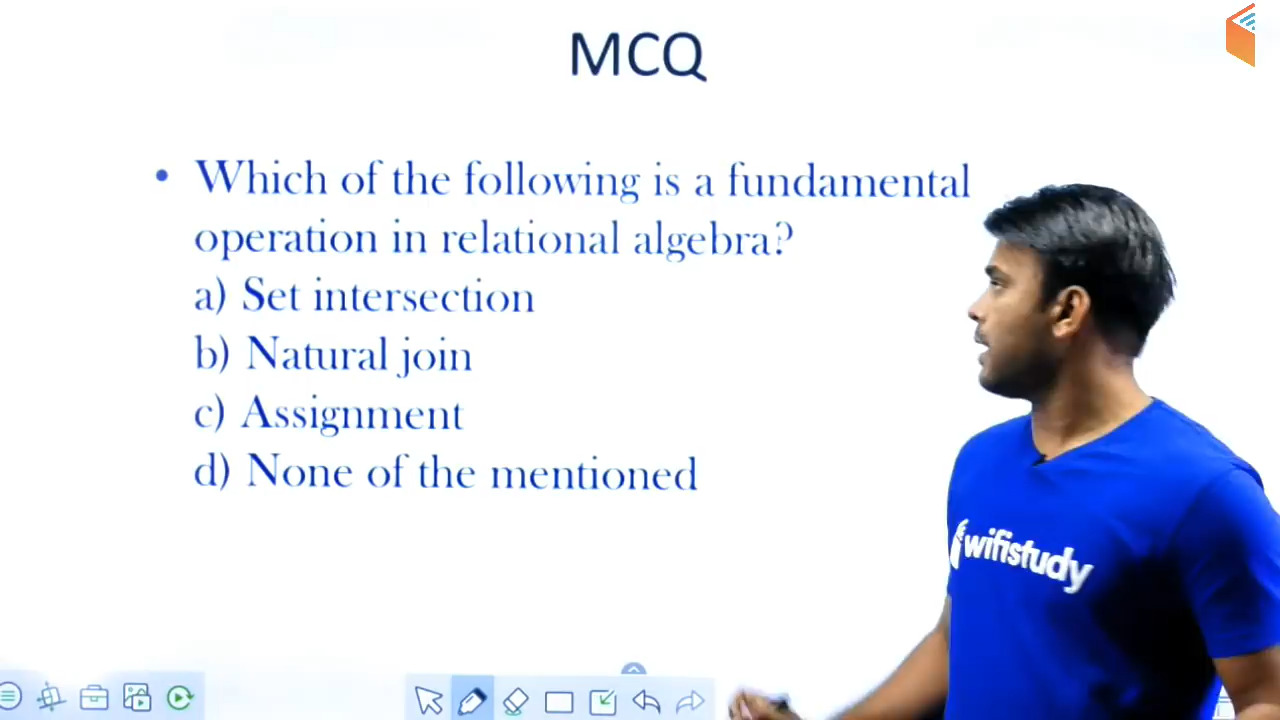 MCQ
• Which of the following is a fundamental
operation in relational algebra?
a) Set intersection
b) Natural join
c) Assignment
d) None of the mentioned
wifistudy